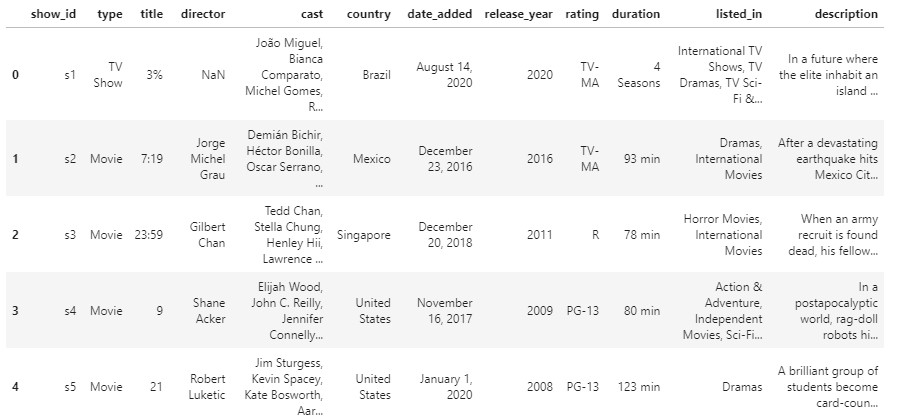 show_id type title director cast country date_added release_year rating duration listed_in description
0 s1 TV Show 3% NaN João Miguel, Bianca Comparato, Michel Gomes, R... Brazil August 14, 2020 2020 TV-MA 4 Seasons International TV Shows, TV Dramas, TV Sci-Fi &... In a future where the elite inhabit an island ...
1 s2 Movie 7:19 Jorge Michel Grau Demián Bichir, Héctor Bonilla, Oscar Serrano, ... Mexico December 23, 2016 2016 TV-MA 93 min Dramas, International Movies After a devastating earthquake hits Mexico Cit...
2 s3 Movie 23:59 Gilbert Chan Tedd Chan, Stella Chung, Henley Hii, Lawrence ... Singapore December 20, 2018 2011 R 78 min Horror Movies, International Movies When an army recruit is found dead, his fellow...
3 s4 Movie 9 Shane Acker Elijah Wood, John C. Reilly, Jennifer Connelly... United States November 16, 2017 2009 PG-13 80 min Action & Adventure, Independent Movies, Sci-Fi... In a postapocalyptic world, rag-doll robots hi...
4 s5 Movie 21 Robert Luketic Jim Sturgess, Kevin Spacey, Kate Bosworth, Aar... United States January 1, 2020 2008 PG-13 123 min Dramas A brilliant group of students become card-coun...